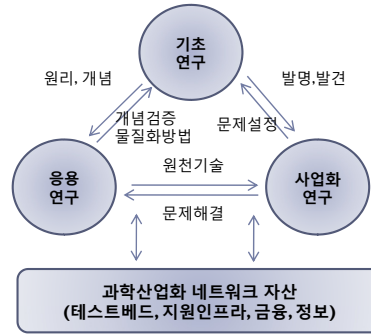 기초
연구
원리, 개념
발명,발견
개념검증
물질화방법
문제설정
응용
연구
원천기술
사업화
연구
문제해결
과학산업화 네트워크 자산
(테스트베드, 지원인프라, 금융, 정보)